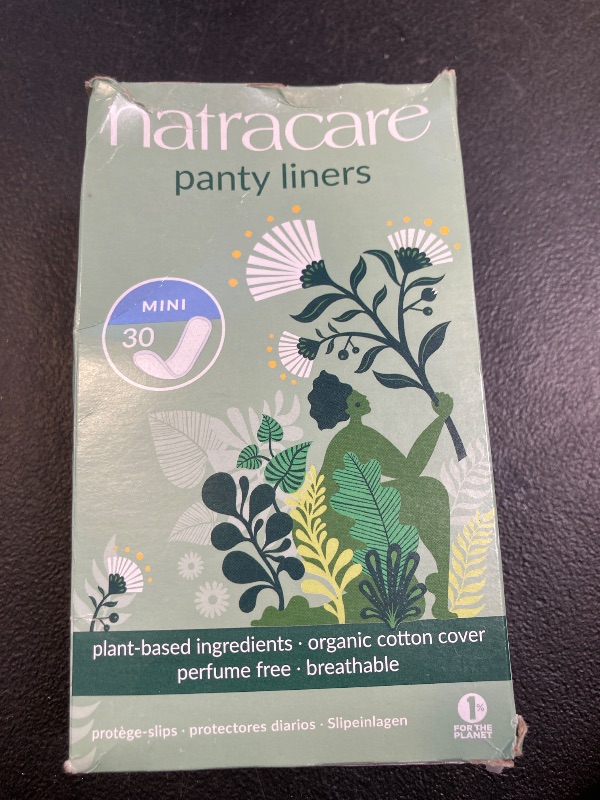 natracare
panty liners
MINI
30
plant-based ingredients · organic cotton cover
perfume free · breathable
protège-slips · protectores diarios · Slipeinlagen
1%
FOR THE
PLANET